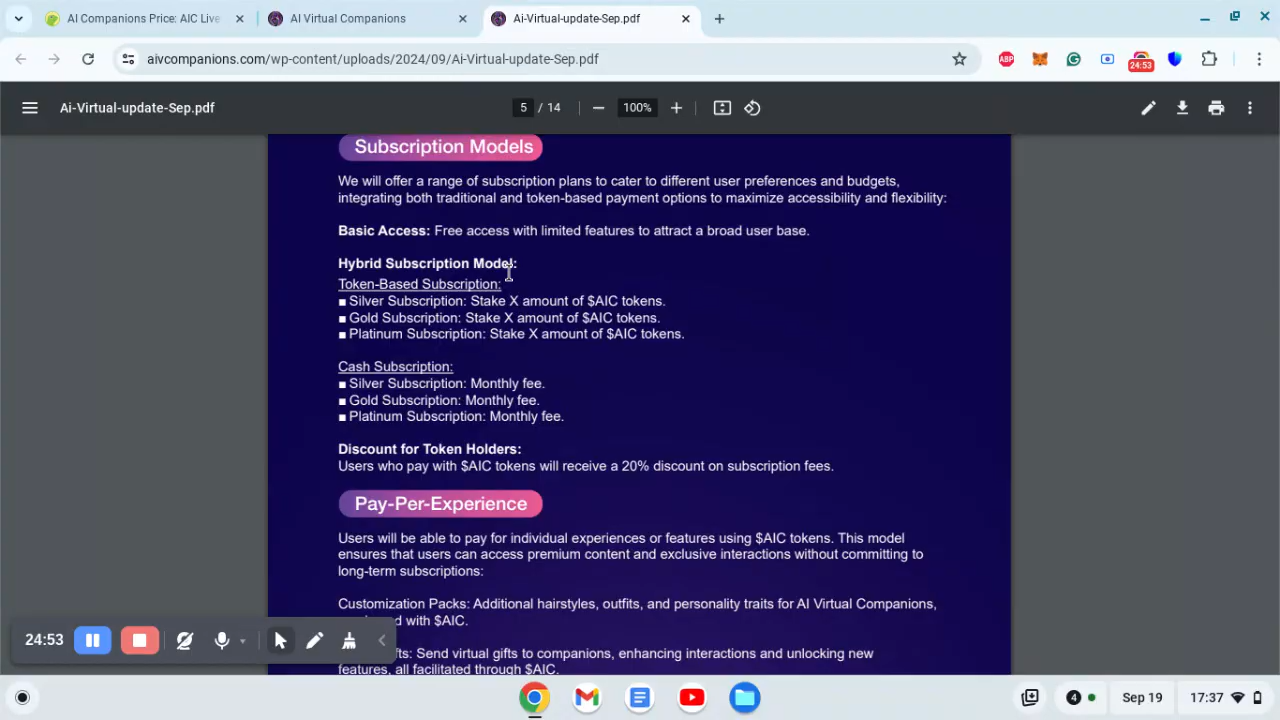 AI Companions Price: AIC Live
AI Virtual Companions
Ai-Virtual-update-Sep.pdf
aivcompanions.com/wp-content/uploads/2024/09/Ai-Virtual-update-Sep.pdf
ABP
24:53
Ai-Virtual-update-Sep.pdf
5 / 14
100%
Subscription Models
We will offer a range of subscription plans to cater to different user preferences and budgets,
integrating both traditional and token-based payment options to maximize accessibility and flexibility:
Basic Access: Free access with limited features to attract a broad user base.
Hybrid Subscription Model:
Token-Based Subscription:
■ Silver Subscription: Stake X amount of $AIC tokens.
■ Gold Subscription: Stake X amount of $AIC tokens.
■ Platinum Subscription: Stake X amount of $AIC tokens.
Cash Subscription:
■ Silver Subscription: Monthly fee.
■ Gold Subscription: Monthly fee.
■ Platinum Subscription: Monthly fee.
Discount for Token Holders:
Users who pay with $AIC tokens will receive a 20% discount on subscription fees.
Pay-Per-Experience
Users will be able to pay for individual experiences or features using $AIC tokens. This model
ensures that users can access premium content and exclusive interactions without committing to
long-term subscriptions:
Customization Packs: Additional hairstyles, outfits, and personality traits for AI Virtual Companions,
with $AIC.
Send virtual gifts to companions, enhancing interactions and unlocking new
features, all facilitated through $AIC.
24:53
4
Sep 19
17:37